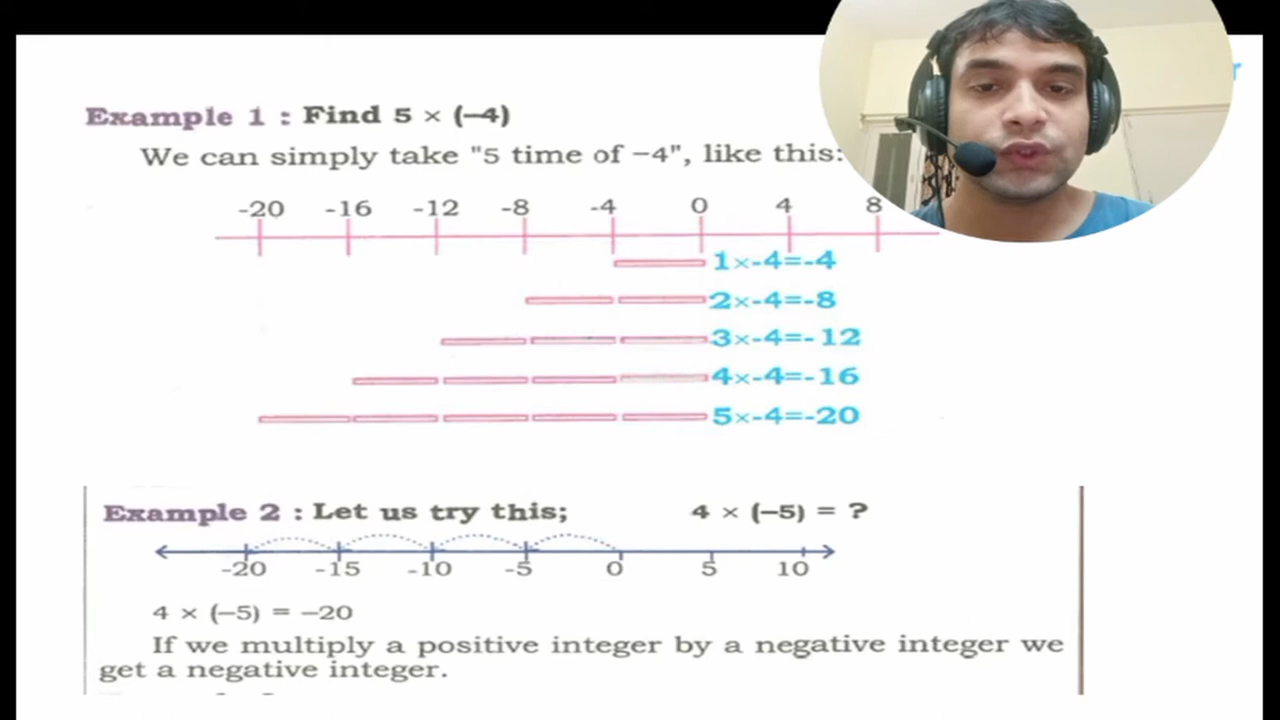 Example 1 : Find 5 × (–4)
We can simply take "5 time of –4", like this:
-20 -16 -12 -8 -4 0 4 8
1×-4=-4
2×-4=-8
3×-4=-12
4×-4=-16
5×-4=-20
Example 2 : Let us try this; 4 × (–5) = ?
-20 -15 -10 -5 0 5 10
4 × (–5) = –20
If we multiply a positive integer by a negative integer we
get a negative integer.